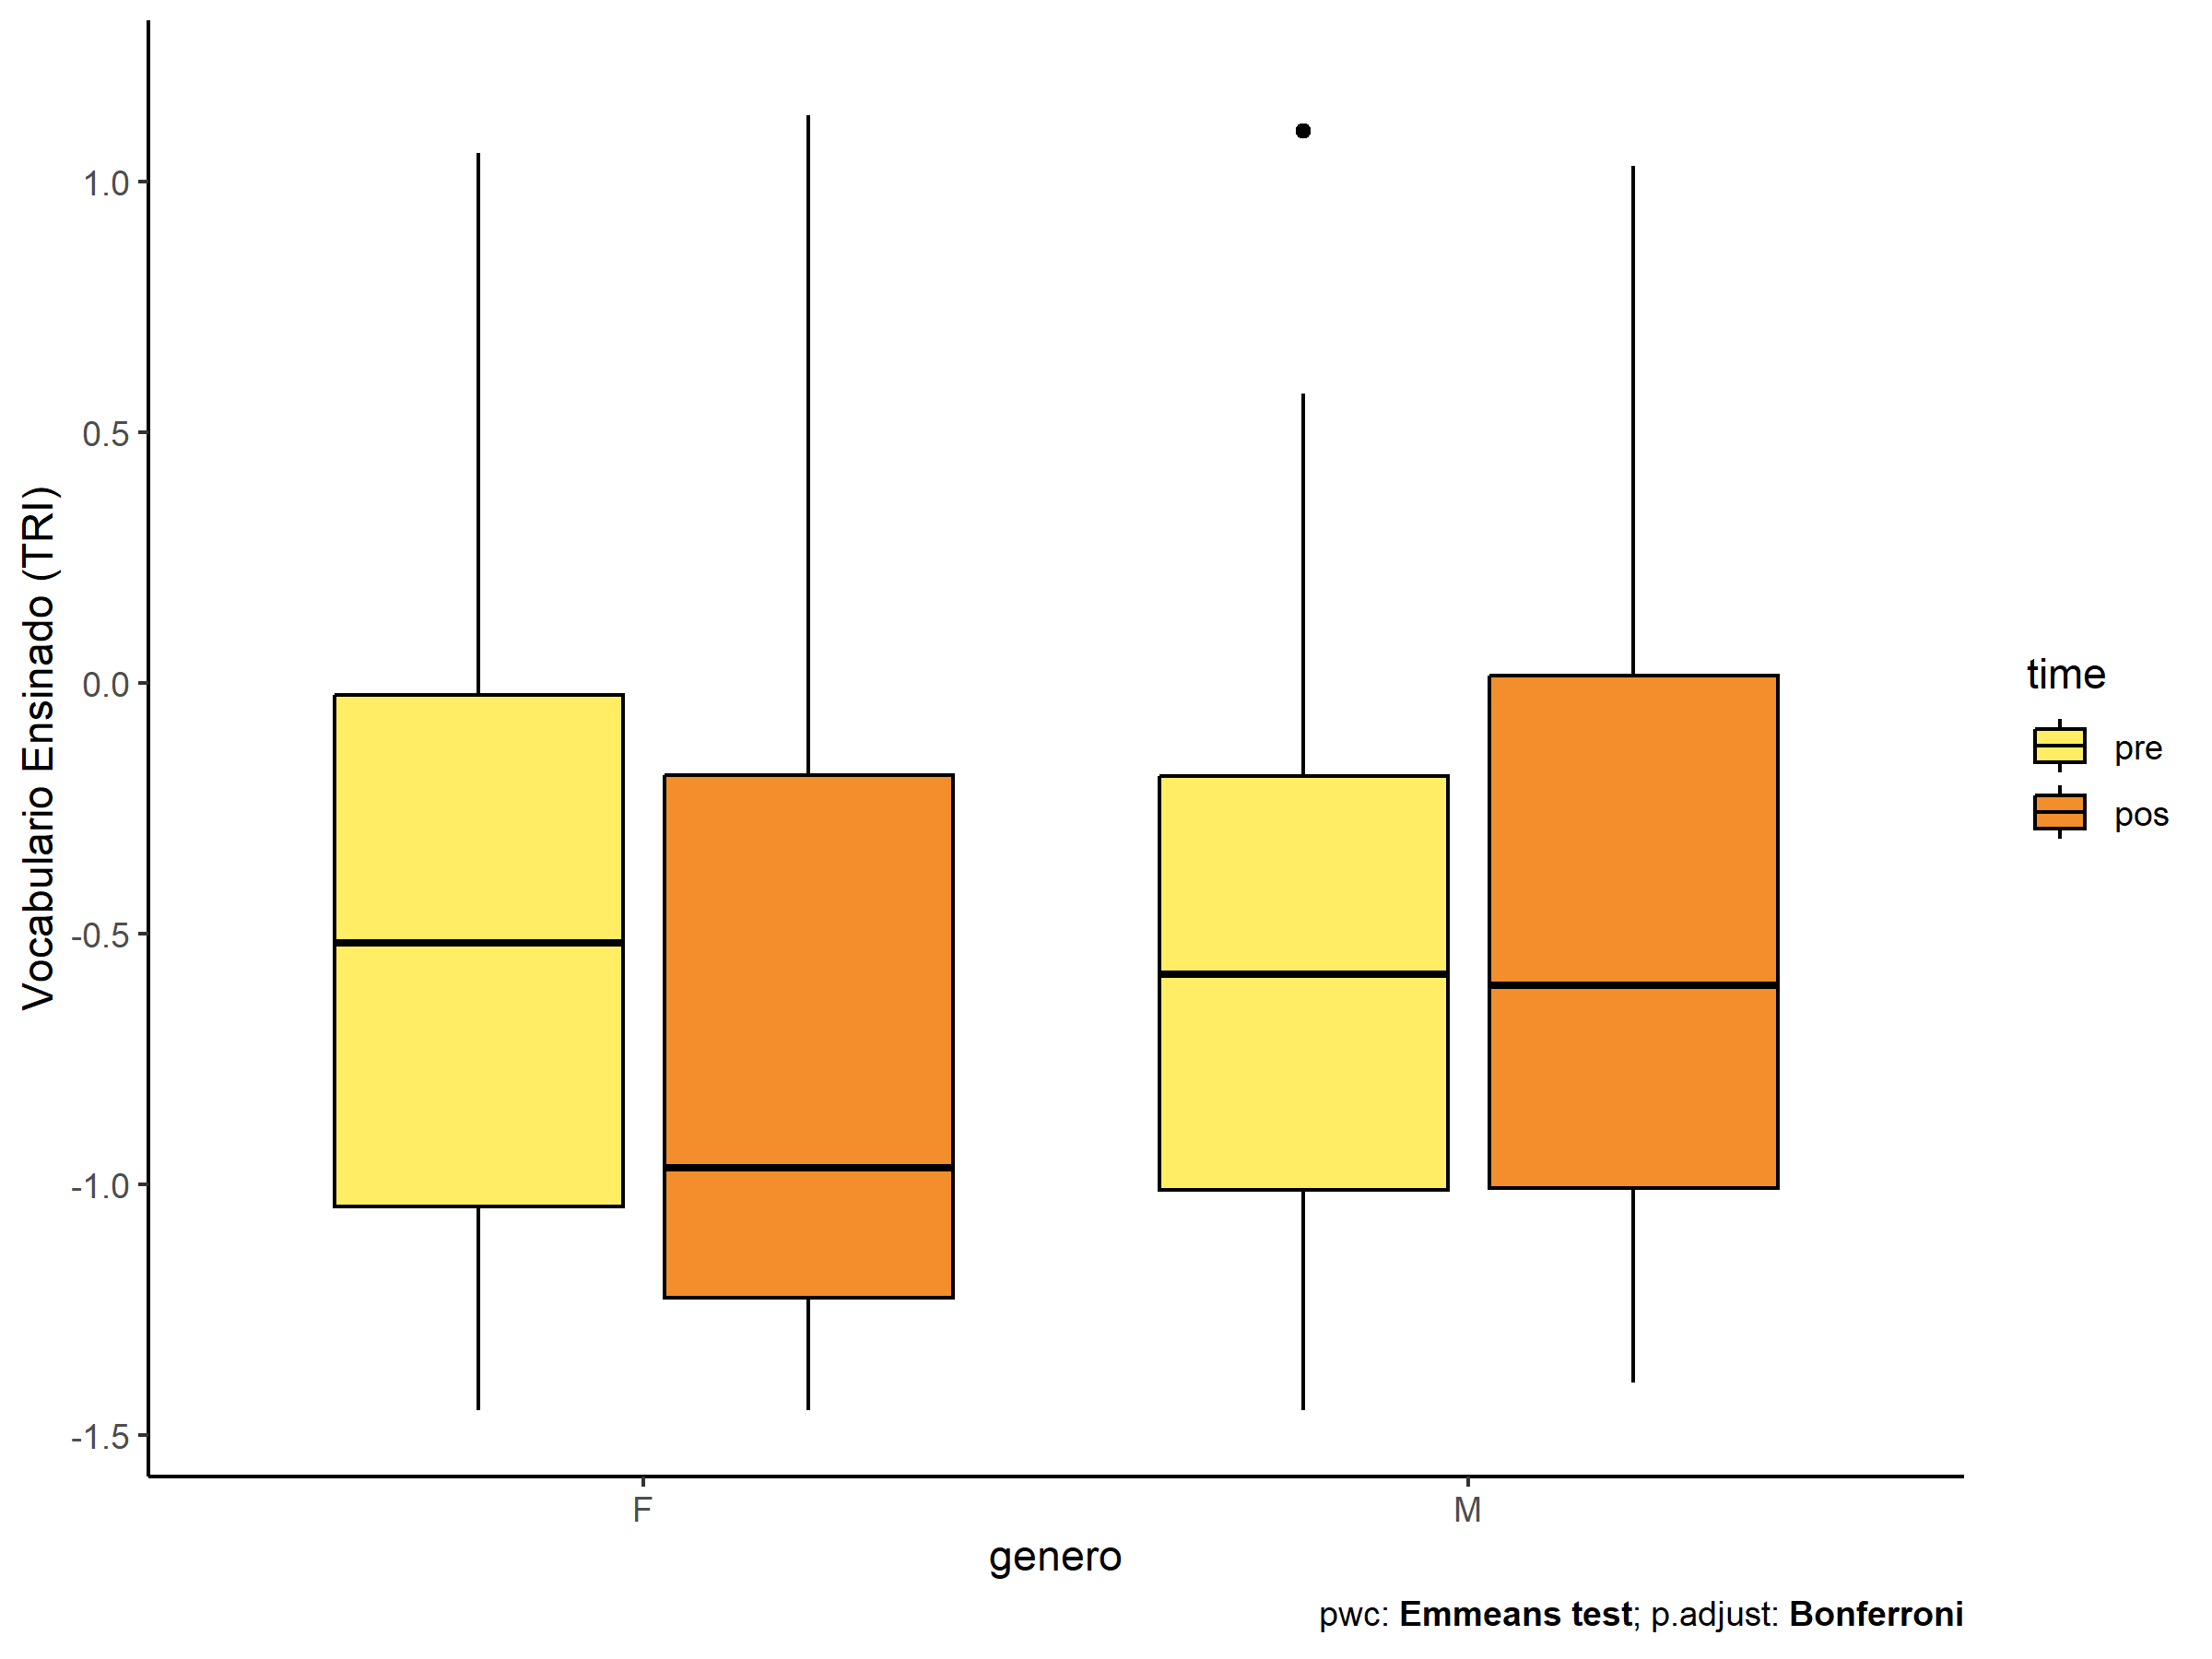 Vocabulario Ensinado (TRI)
1.0
0.5
0.0
-0.5
-1.0
-1.5
F
M
genero
time
pre
pos
pwc: Emmeans test; p.adjust: Bonferroni